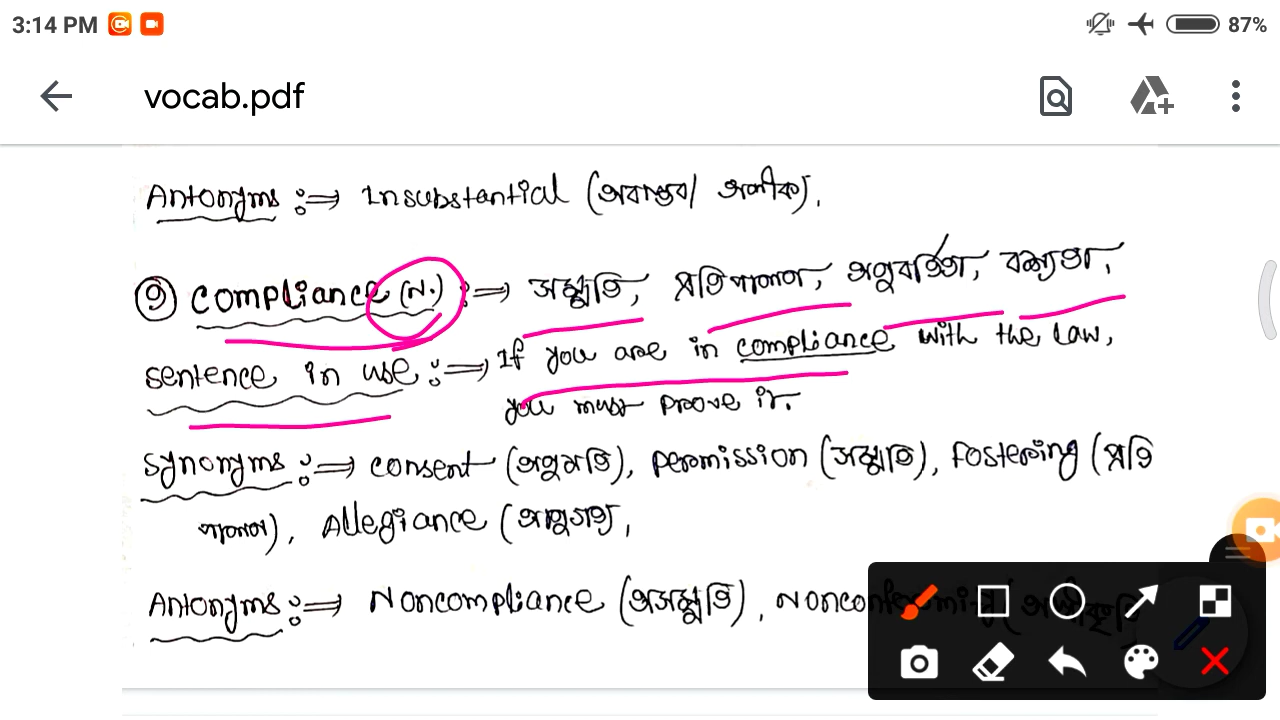 3:14 PM 87%
vocab.pdf
Antonyms :⇒ Insubstantial (অবাস্তব/ অলীক),
৩) Compliance (N.) :⇒ সম্মতি, প্রতিপালন, অনুবর্তিতা, বশ্যতা,
Sentence in use :⇒ If you are in compliance with the law,
you must prove it.
Synonyms :⇒ consent (অনুমতি), permission (সম্মতি), Fostering (প্রতি
পালন), Allegiance (আনুগত্য,
Antonyms :⇒ Noncompliance (অসম্মতি),